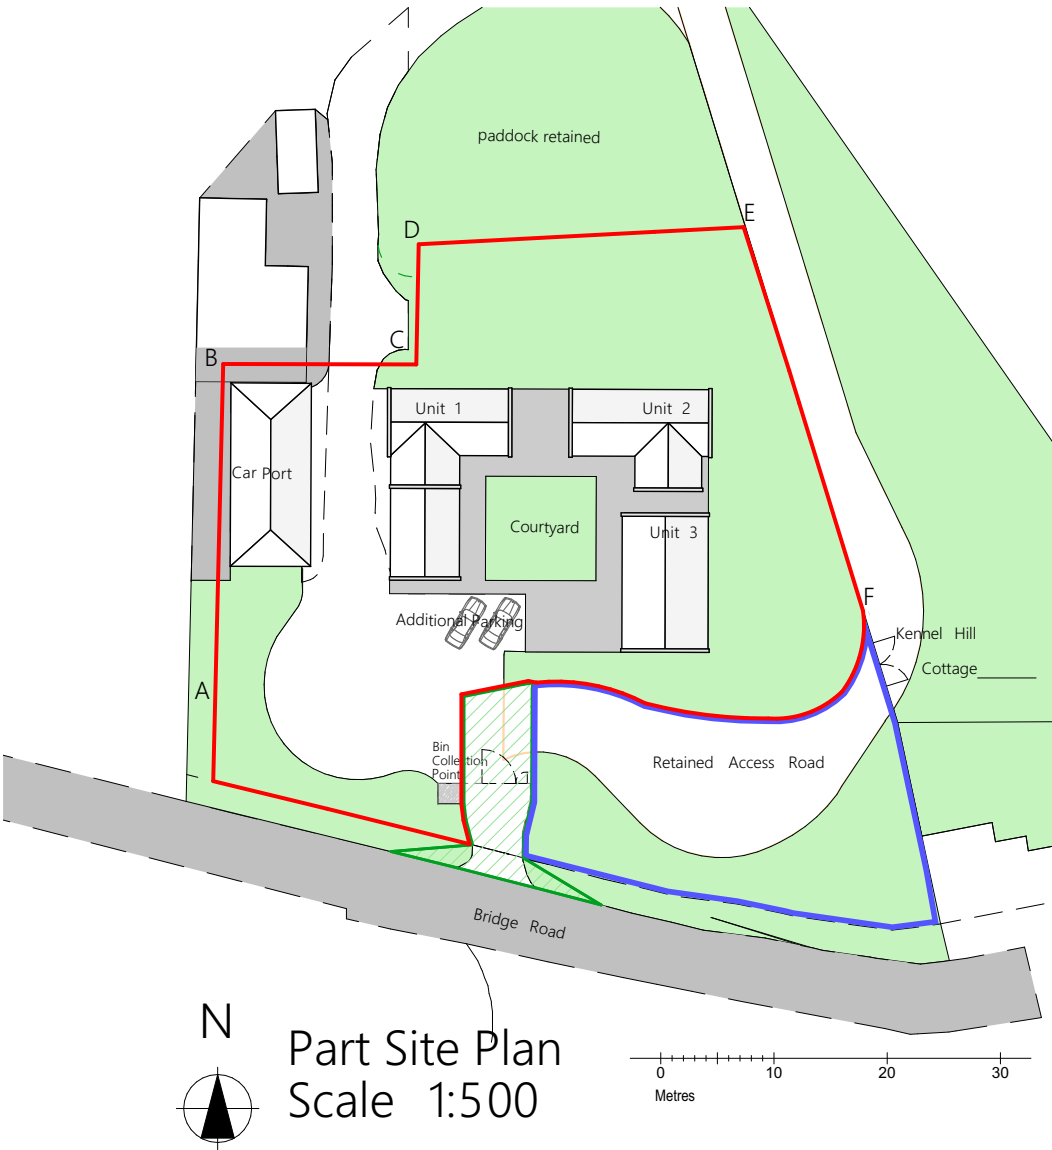 paddock retained
D
E
C
B
Unit 1
Unit 2
Car Port
Courtyard
Unit 3
F
Additional Parking
Kennel Hill
Cottage
A
Bin
Collection
Point
Retained Access Road
Bridge Road
N
Part Site Plan
Scale 1:500
0 10 20 30
Metres